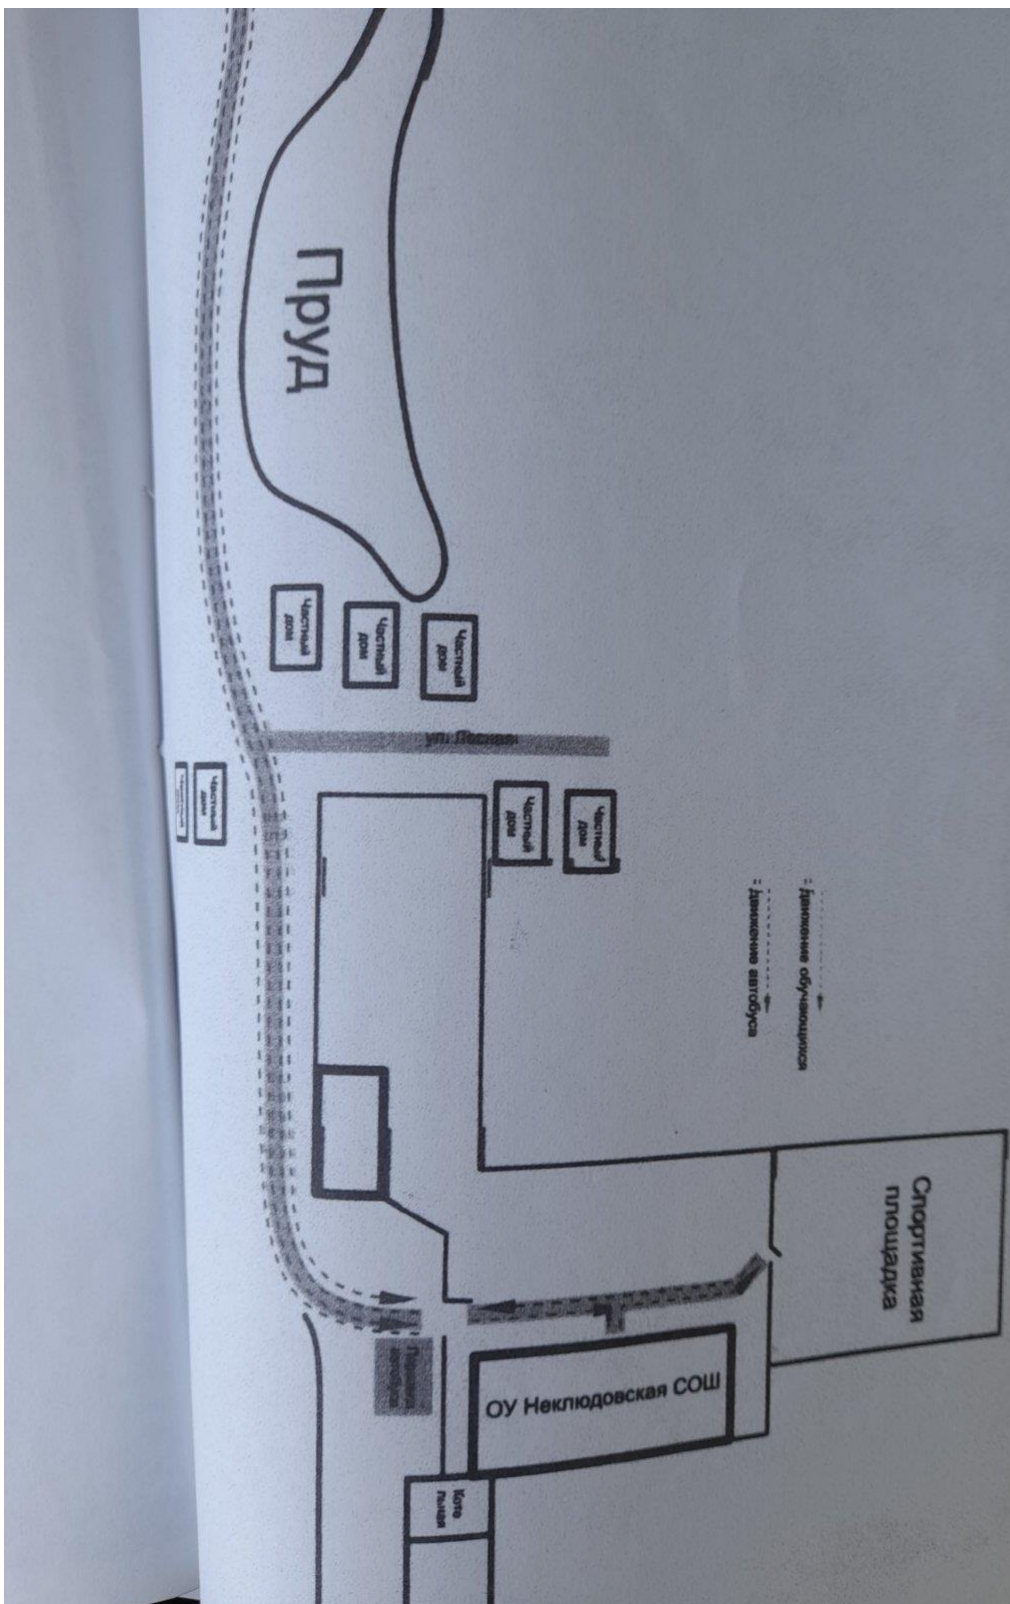 Пруд
Частный
дом
Частный
дом
Частный
дом
ул. Лесная
Частный
дом
Частный
дом
Частный
дом
- движение обучающихся
- движение автобуса
Спортивная
площадка
автобуса
ОУ Неклюдовская СОШ
Коте
льная